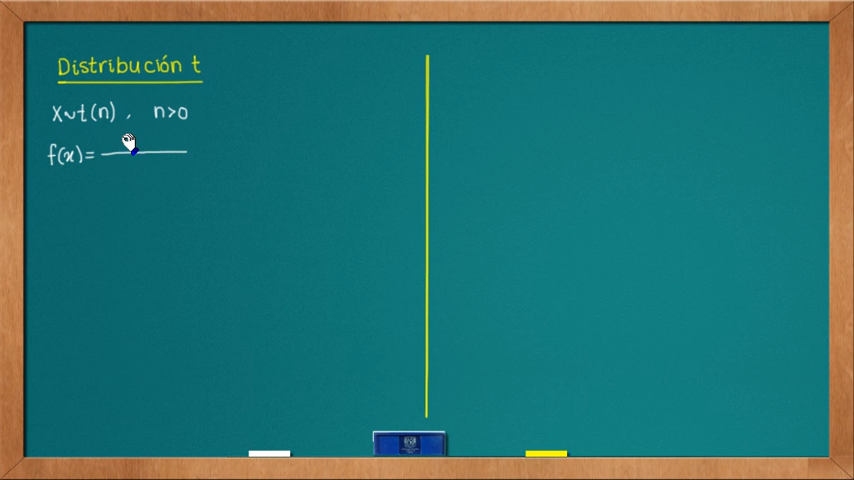 Distribución t
X~t(n), n>0
f(x)=